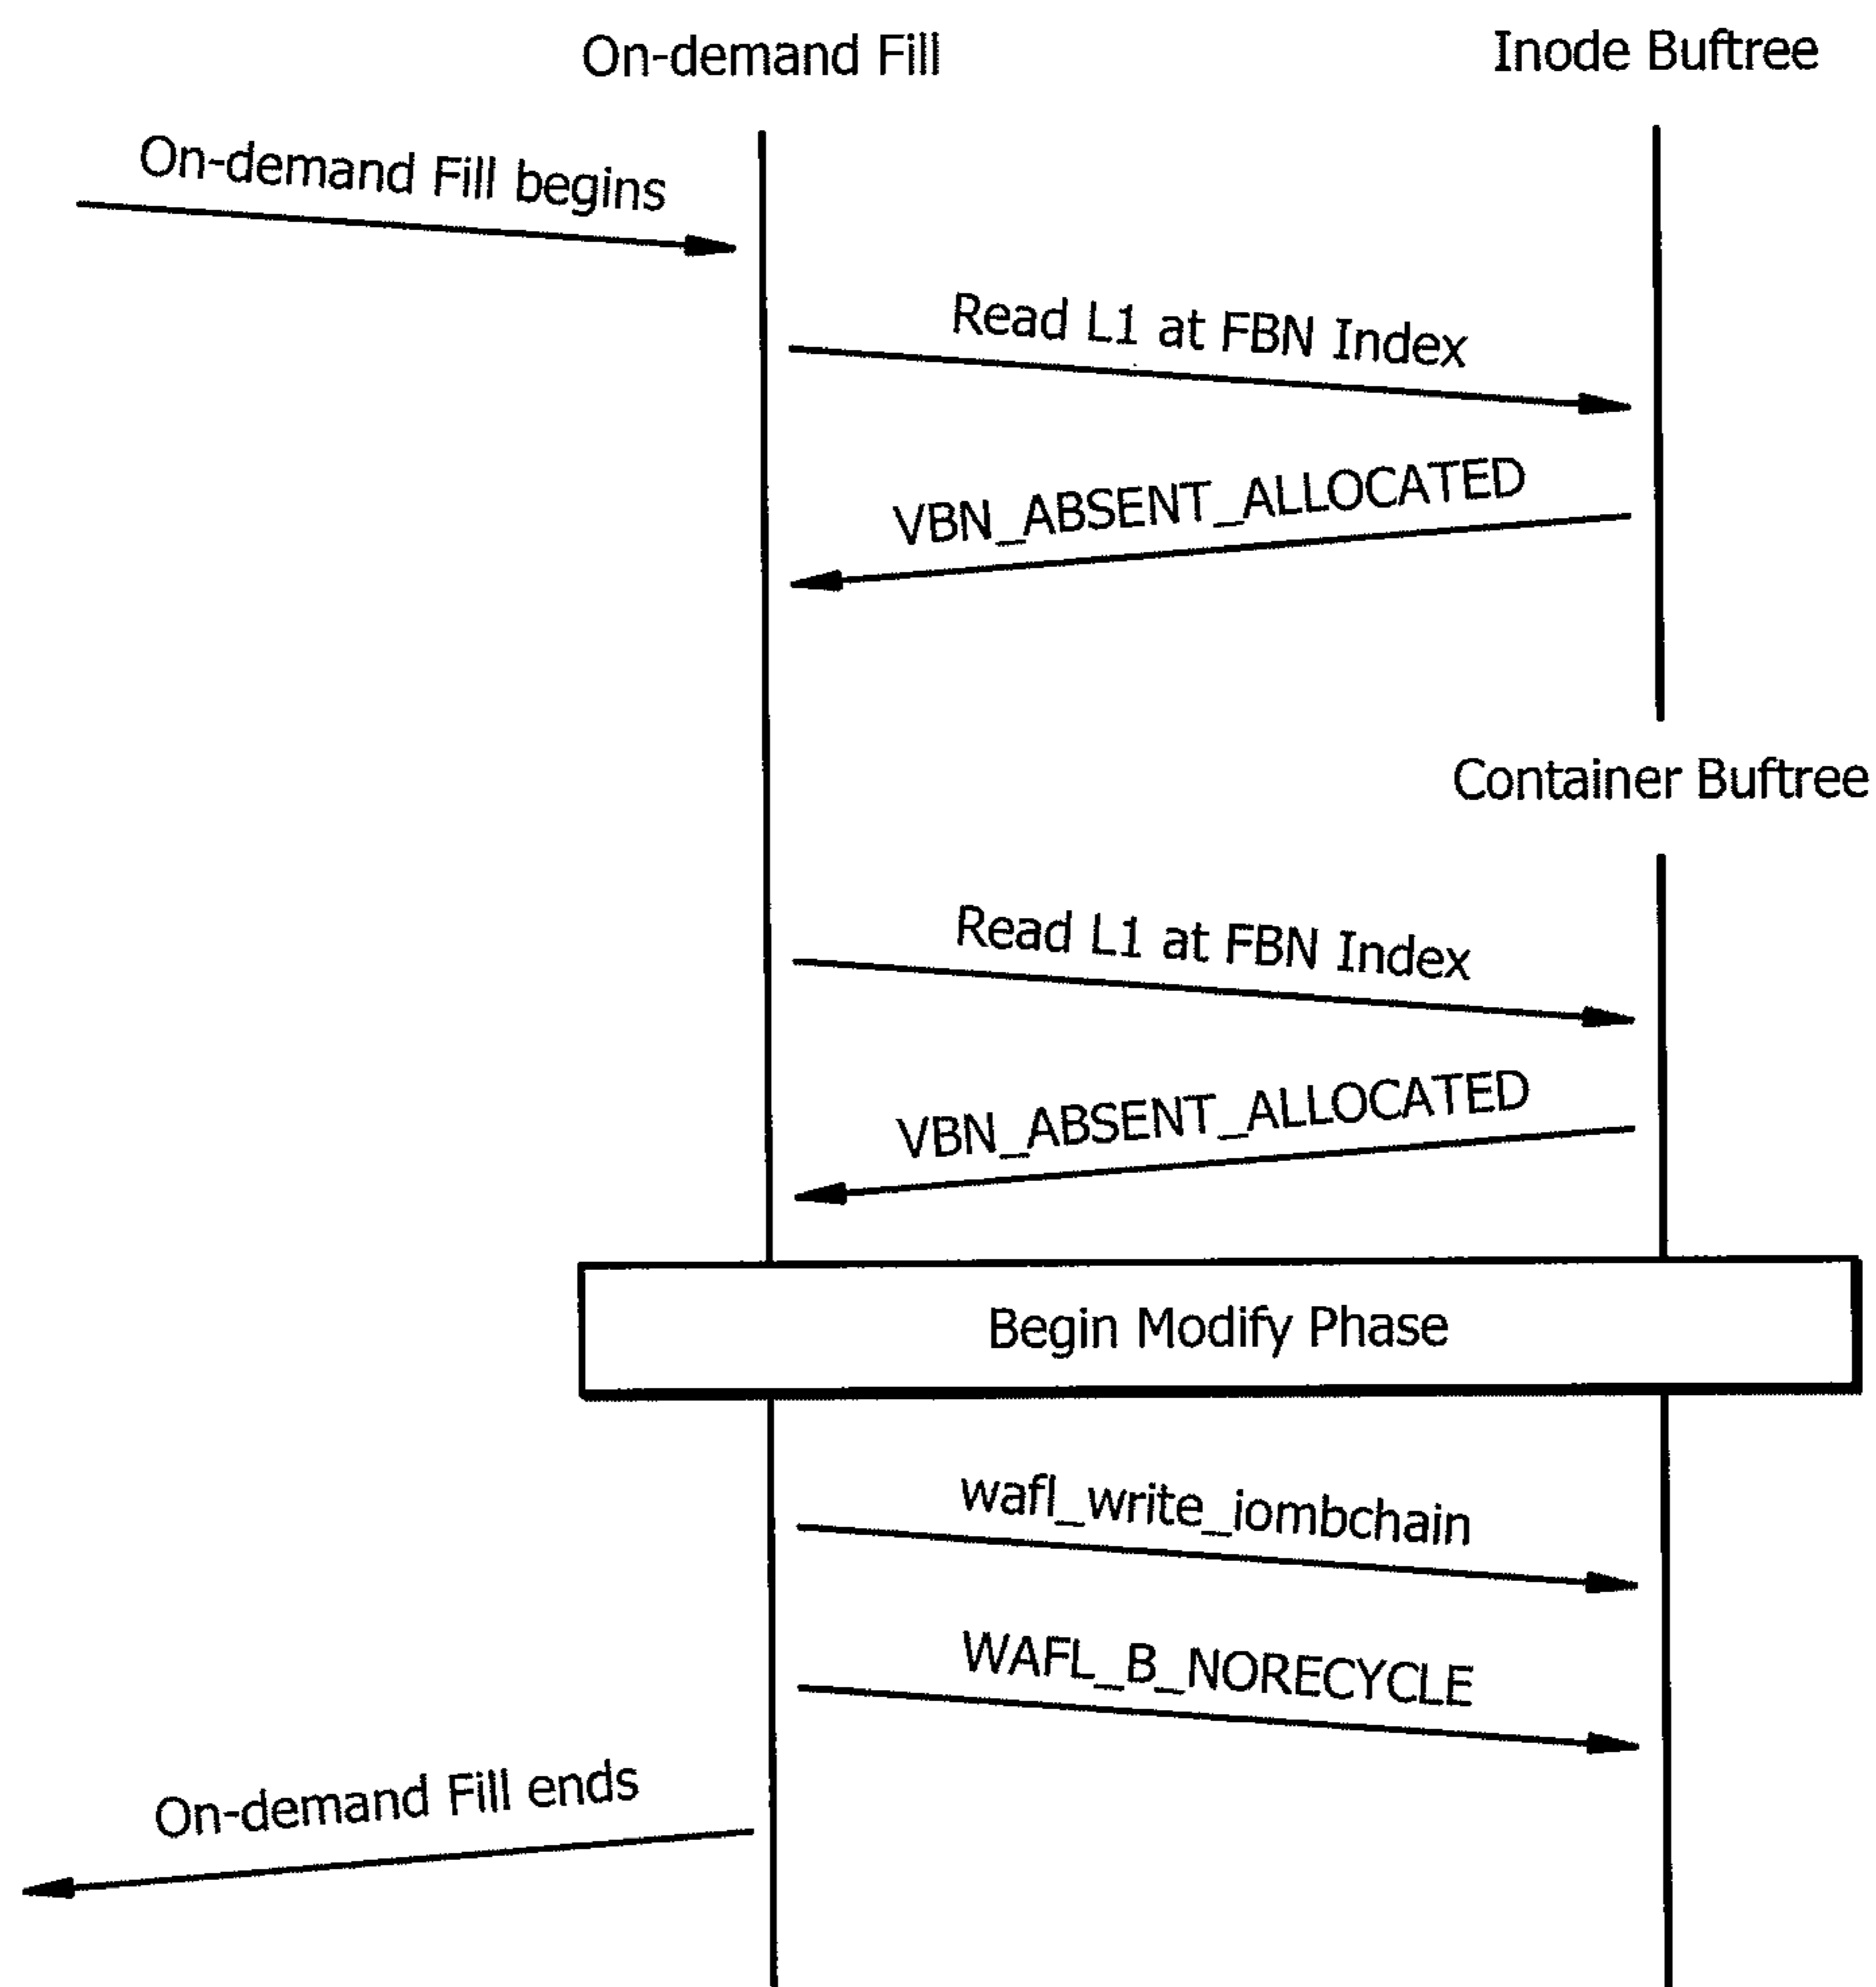 On-demand Fill
Inode Buftree
On-demand Fill begins
Read L1 at FBN Index
VBN_ABSENT_ALLOCATED
Container Buftree
Read L1 at FBN Index
VBN_ABSENT_ALLOCATED
Begin Modify Phase
wafl_write_iombchain
WAFL_B_NORECYCLE
On-demand Fill ends